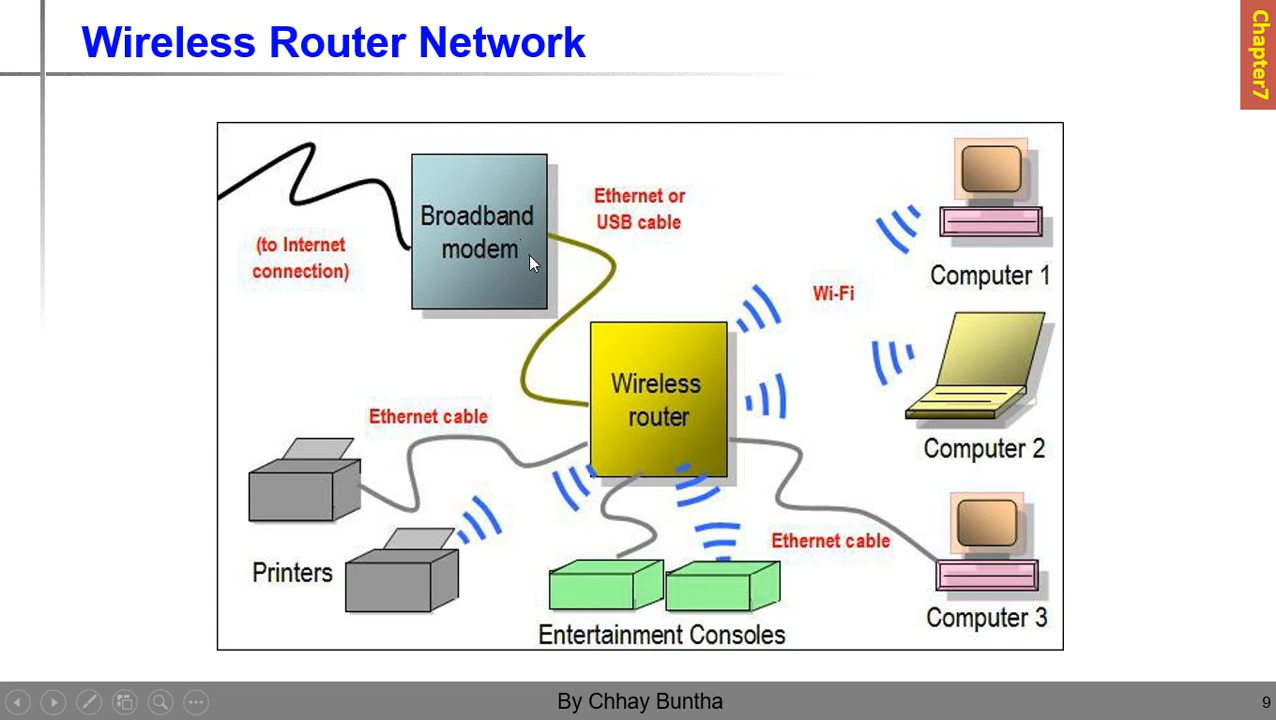 Wireless Router Network
Chapter7
Broadband
modem
Ethernet or
USB cable
(to Internet
connection)
Wi-Fi
Computer 1
Wireless
router
Ethernet cable
Computer 2
Ethernet cable
Printers
Computer 3
Entertainment Consoles
By Chhay Buntha
9